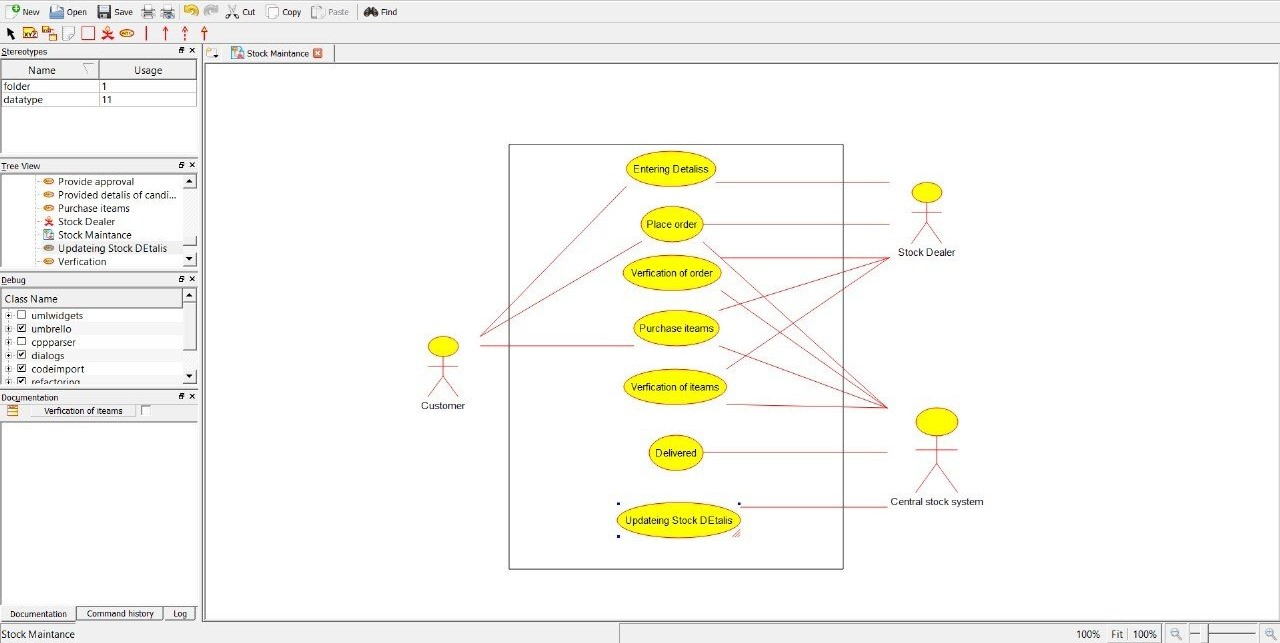 New Open Save Cut Copy Paste Find
Stereotypes
Name Usage
folder 1
datatype 11
Tree View
Provide approval
Provided detalis of candi...
Purchase iteams
Stock Dealer
Stock Maintance
Updateing Stock DEtalis
Verfication
Debug
Class Name
umlwidgets
umbrello
cppparser
dialogs
codeimport
refactoring
Documentation
Verfication of iteams
Documentation Command history Log
Stock Maintance
Stock Maintance
Entering Detaliss
Place order
Verfication of order
Purchase iteams
Verfication of iteams
Delivered
Updateing Stock DEtalis
Customer
Stock Dealer
Central stock system
100% Fit 100%